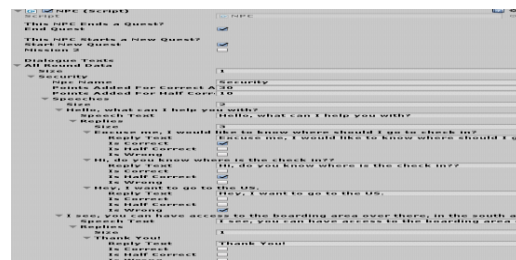 NPC (Script)
Script NPC
This NPC Ends a Quest?
End Quest
This NPC Starts a New Quest?
Start New Quest
Mission 2
Dialogue Texts
All Round Data
Size 1
Security
Npc Name Security
Points Added For Correct A 30
Points Added For Half Corr 10
Speeches
Size 2
Hello, what can I help you with?
Speech Text Hello, what can I help you with?
Replies
Size 3
Excuse me, I would like to know where should I go to check in?
Reply Text Excuse me, I would like to know where should I g
Is Correct
Is Half Correct
Is Wrong
Hi, do you know where is the check in??
Reply Text Hi, do you know where is the check in??
Is Correct
Is Half Correct
Is Wrong
Hey, I want to go to the US.
Reply Text Hey, I want to go to the US.
Is Correct
Is Half Correct
Is Wrong
I see, you can have access to the boarding area over there, in the south a
Speech Text I see, you can have access to the boarding area
Replies
Size 1
Thank You!
Reply Text Thank You!
Is Correct
Is Half Correct
Is Wrong